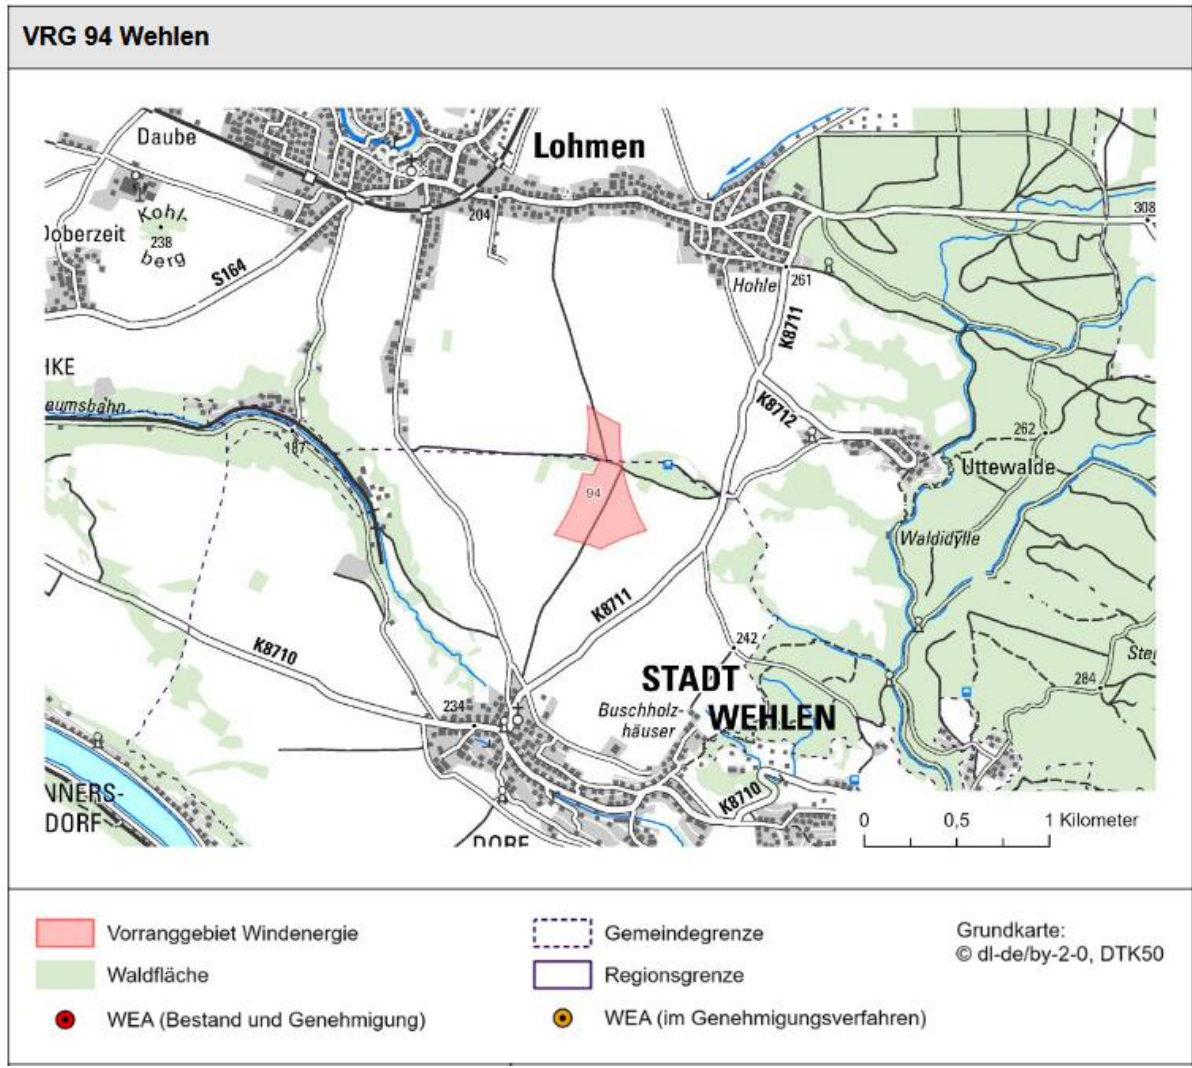 VRG 94 Wehlen
Daube
Lohmen
Kohl-
238
berg
204
308
S164
Hohle
261
K8711
HKE
K8712
262
Uttewalde
187
94
Waldidylle
K8711
K8710
242
STADT
284
234
Buschholz-
WEHLEN
häuser
K8710
DORF
0 0,5 1 Kilometer
Vorranggebiet Windenergie
Gemeindegrenze
Grundkarte:
© dl-de/by-2-0, DTK50
Waldfläche
Regionsgrenze
WEA (Bestand und Genehmigung)
WEA (im Genehmigungsverfahren)